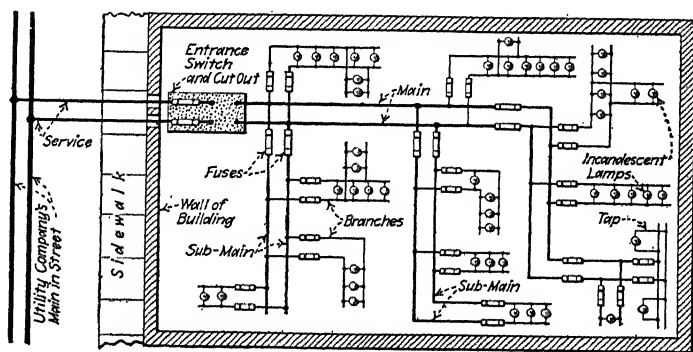 Entrance
Switch
and Cut Out
Main
Service
Fuses
Incandescent
Lamps
Wall of
Building
Branches
Tap
Sub-Main
Sub-Main
Sidewalk
Utility Company's
Main in Street